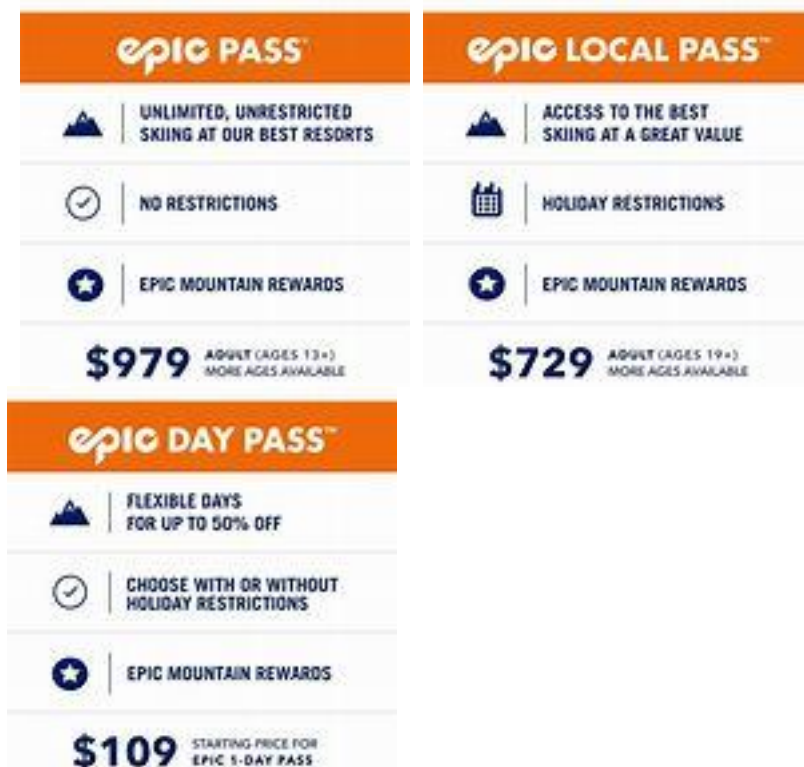 epic PASS™
UNLIMITED, UNRESTRICTED
SKIING AT OUR BEST RESORTS
NO RESTRICTIONS
EPIC MOUNTAIN REWARDS
$979 ADULT (AGES 13+)
MORE AGES AVAILABLE
epic LOCAL PASS™
ACCESS TO THE BEST
SKIING AT A GREAT VALUE
HOLIDAY RESTRICTIONS
EPIC MOUNTAIN REWARDS
$729 ADULT (AGES 19+)
MORE AGES AVAILABLE
epic DAY PASS™
FLEXIBLE DAYS
FOR UP TO 50% OFF
CHOOSE WITH OR WITHOUT
HOLIDAY RESTRICTIONS
EPIC MOUNTAIN REWARDS
$109 STARTING PRICE FOR
EPIC 1-DAY PASS